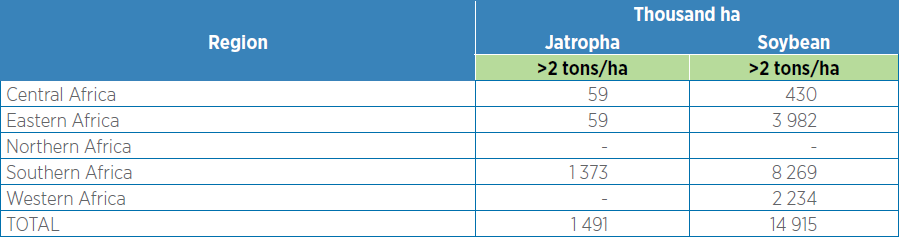 Thousand ha
Region
Jatropha Soybean
>2 tons/ha >2 tons/ha
Central Africa 59 430
Eastern Africa 59 3 982
Northern Africa - -
Southern Africa 1 373 8 269
Western Africa - 2 234
TOTAL 1 491 14 915